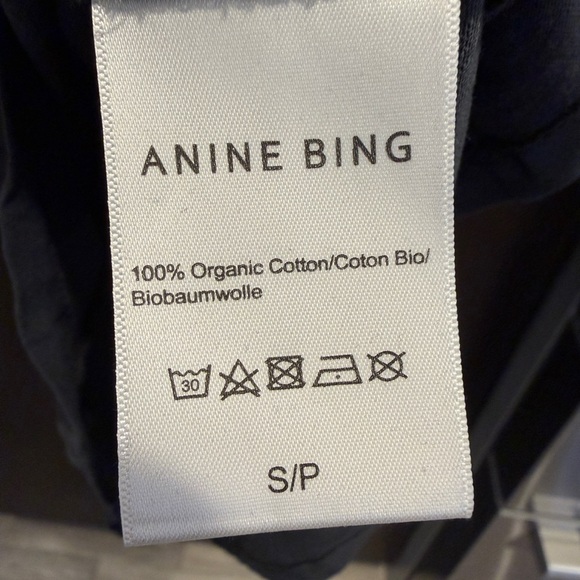 ANINE BING
100% Organic Cotton/Coton Bio/
Biobaumwolle
30
S/P